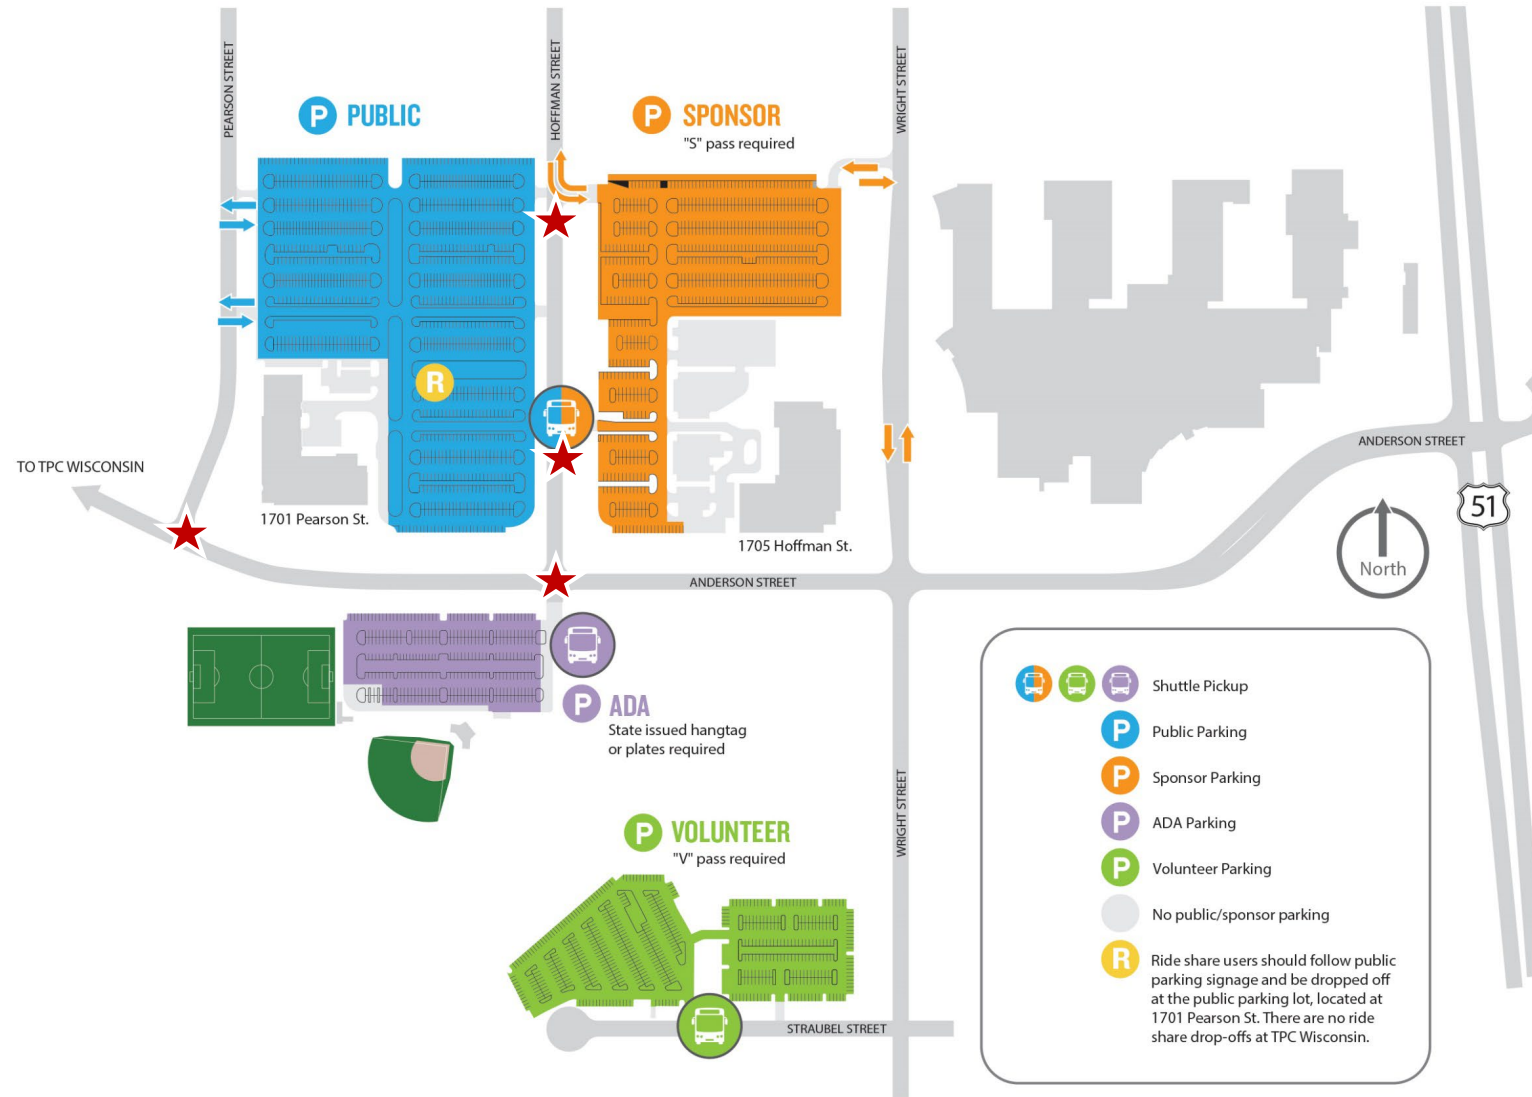 PEARSON STREET
HOFFMAN STREET
WRIGHT STREET
P PUBLIC
P SPONSOR
"S" pass required
R
ANDERSON STREET
TO TPC WISCONSIN
51
1701 Pearson St.
1705 Hoffman St.
North
ANDERSON STREET
P ADA
State issued hangtag
or plates required
WRIGHT STREET
P VOLUNTEER
"V" pass required
STRAUBEL STREET
Shuttle Pickup
P Public Parking
P Sponsor Parking
P ADA Parking
P Volunteer Parking
No public/sponsor parking
R Ride share users should follow public
parking signage and be dropped off
at the public parking lot, located at
1701 Pearson St. There are no ride
share drop-offs at TPC Wisconsin.